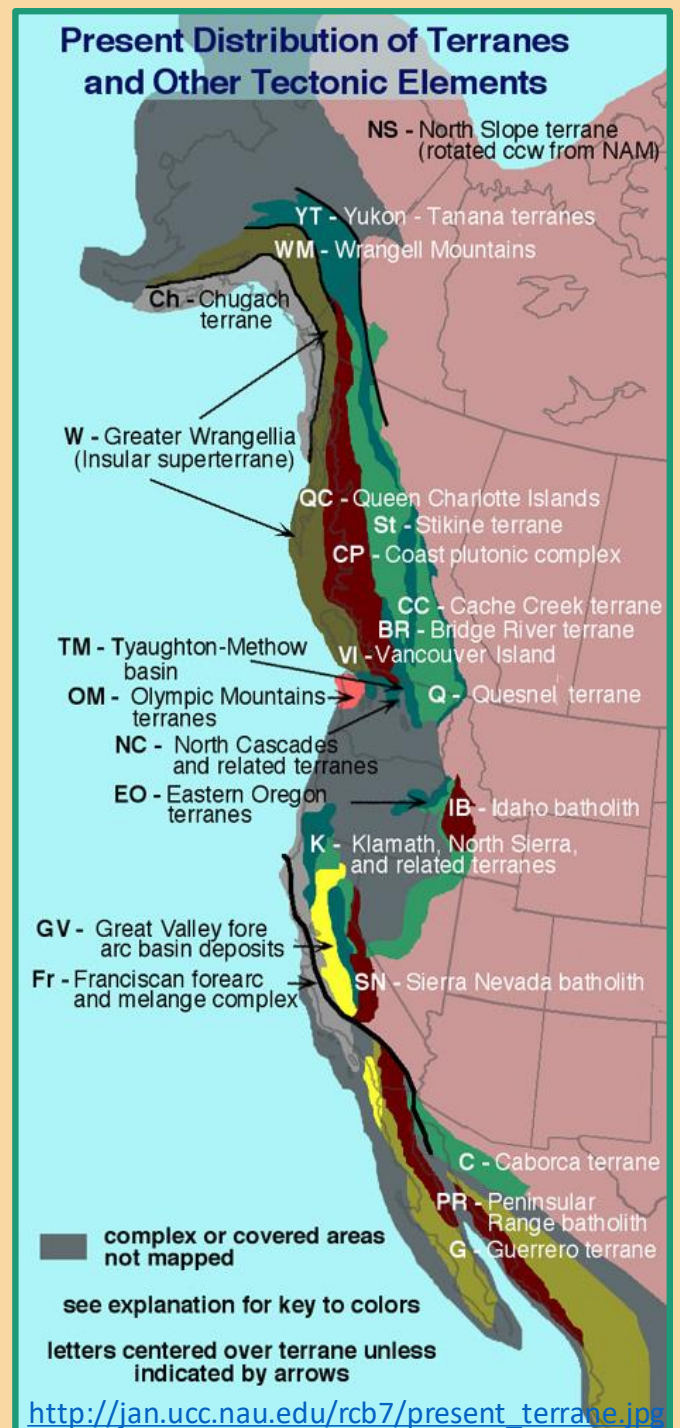 Present Distribution of Terranes
and Other Tectonic Elements
NS - North Slope terrane
(rotated ccw from NAM)
YT - Yukon - Tanana terranes
WM - Wrangell Mountains
Ch - Chugach
terrane
W - Greater Wrangellia
(Insular superterrane)
QC - Queen Charlotte Islands
St - Stikine terrane
CP - Coast plutonic complex
CC - Cache Creek terrane
BR - Bridge River terrane
TM - Tyaughton-Methow
basin
VI - Vancouver Island
OM - Olympic Mountains
terranes
Q - Quesnel terrane
NC - North Cascades
and related terranes
EO - Eastern Oregon
terranes
IB - Idaho batholith
K - Klamath, North Sierra,
and related terranes
GV - Great Valley fore
arc basin deposits
Fr - Franciscan forearc
and melange complex
SN - Sierra Nevada batholith
C - Caborca terrane
PR - Peninsular
Range batholith
G - Guerrero terrane
complex or covered areas
not mapped
see explanation for key to colors
letters centered over terrane unless
indicated by arrows
http://jan.ucc.nau.edu/rcb7/present_terrane.jpg